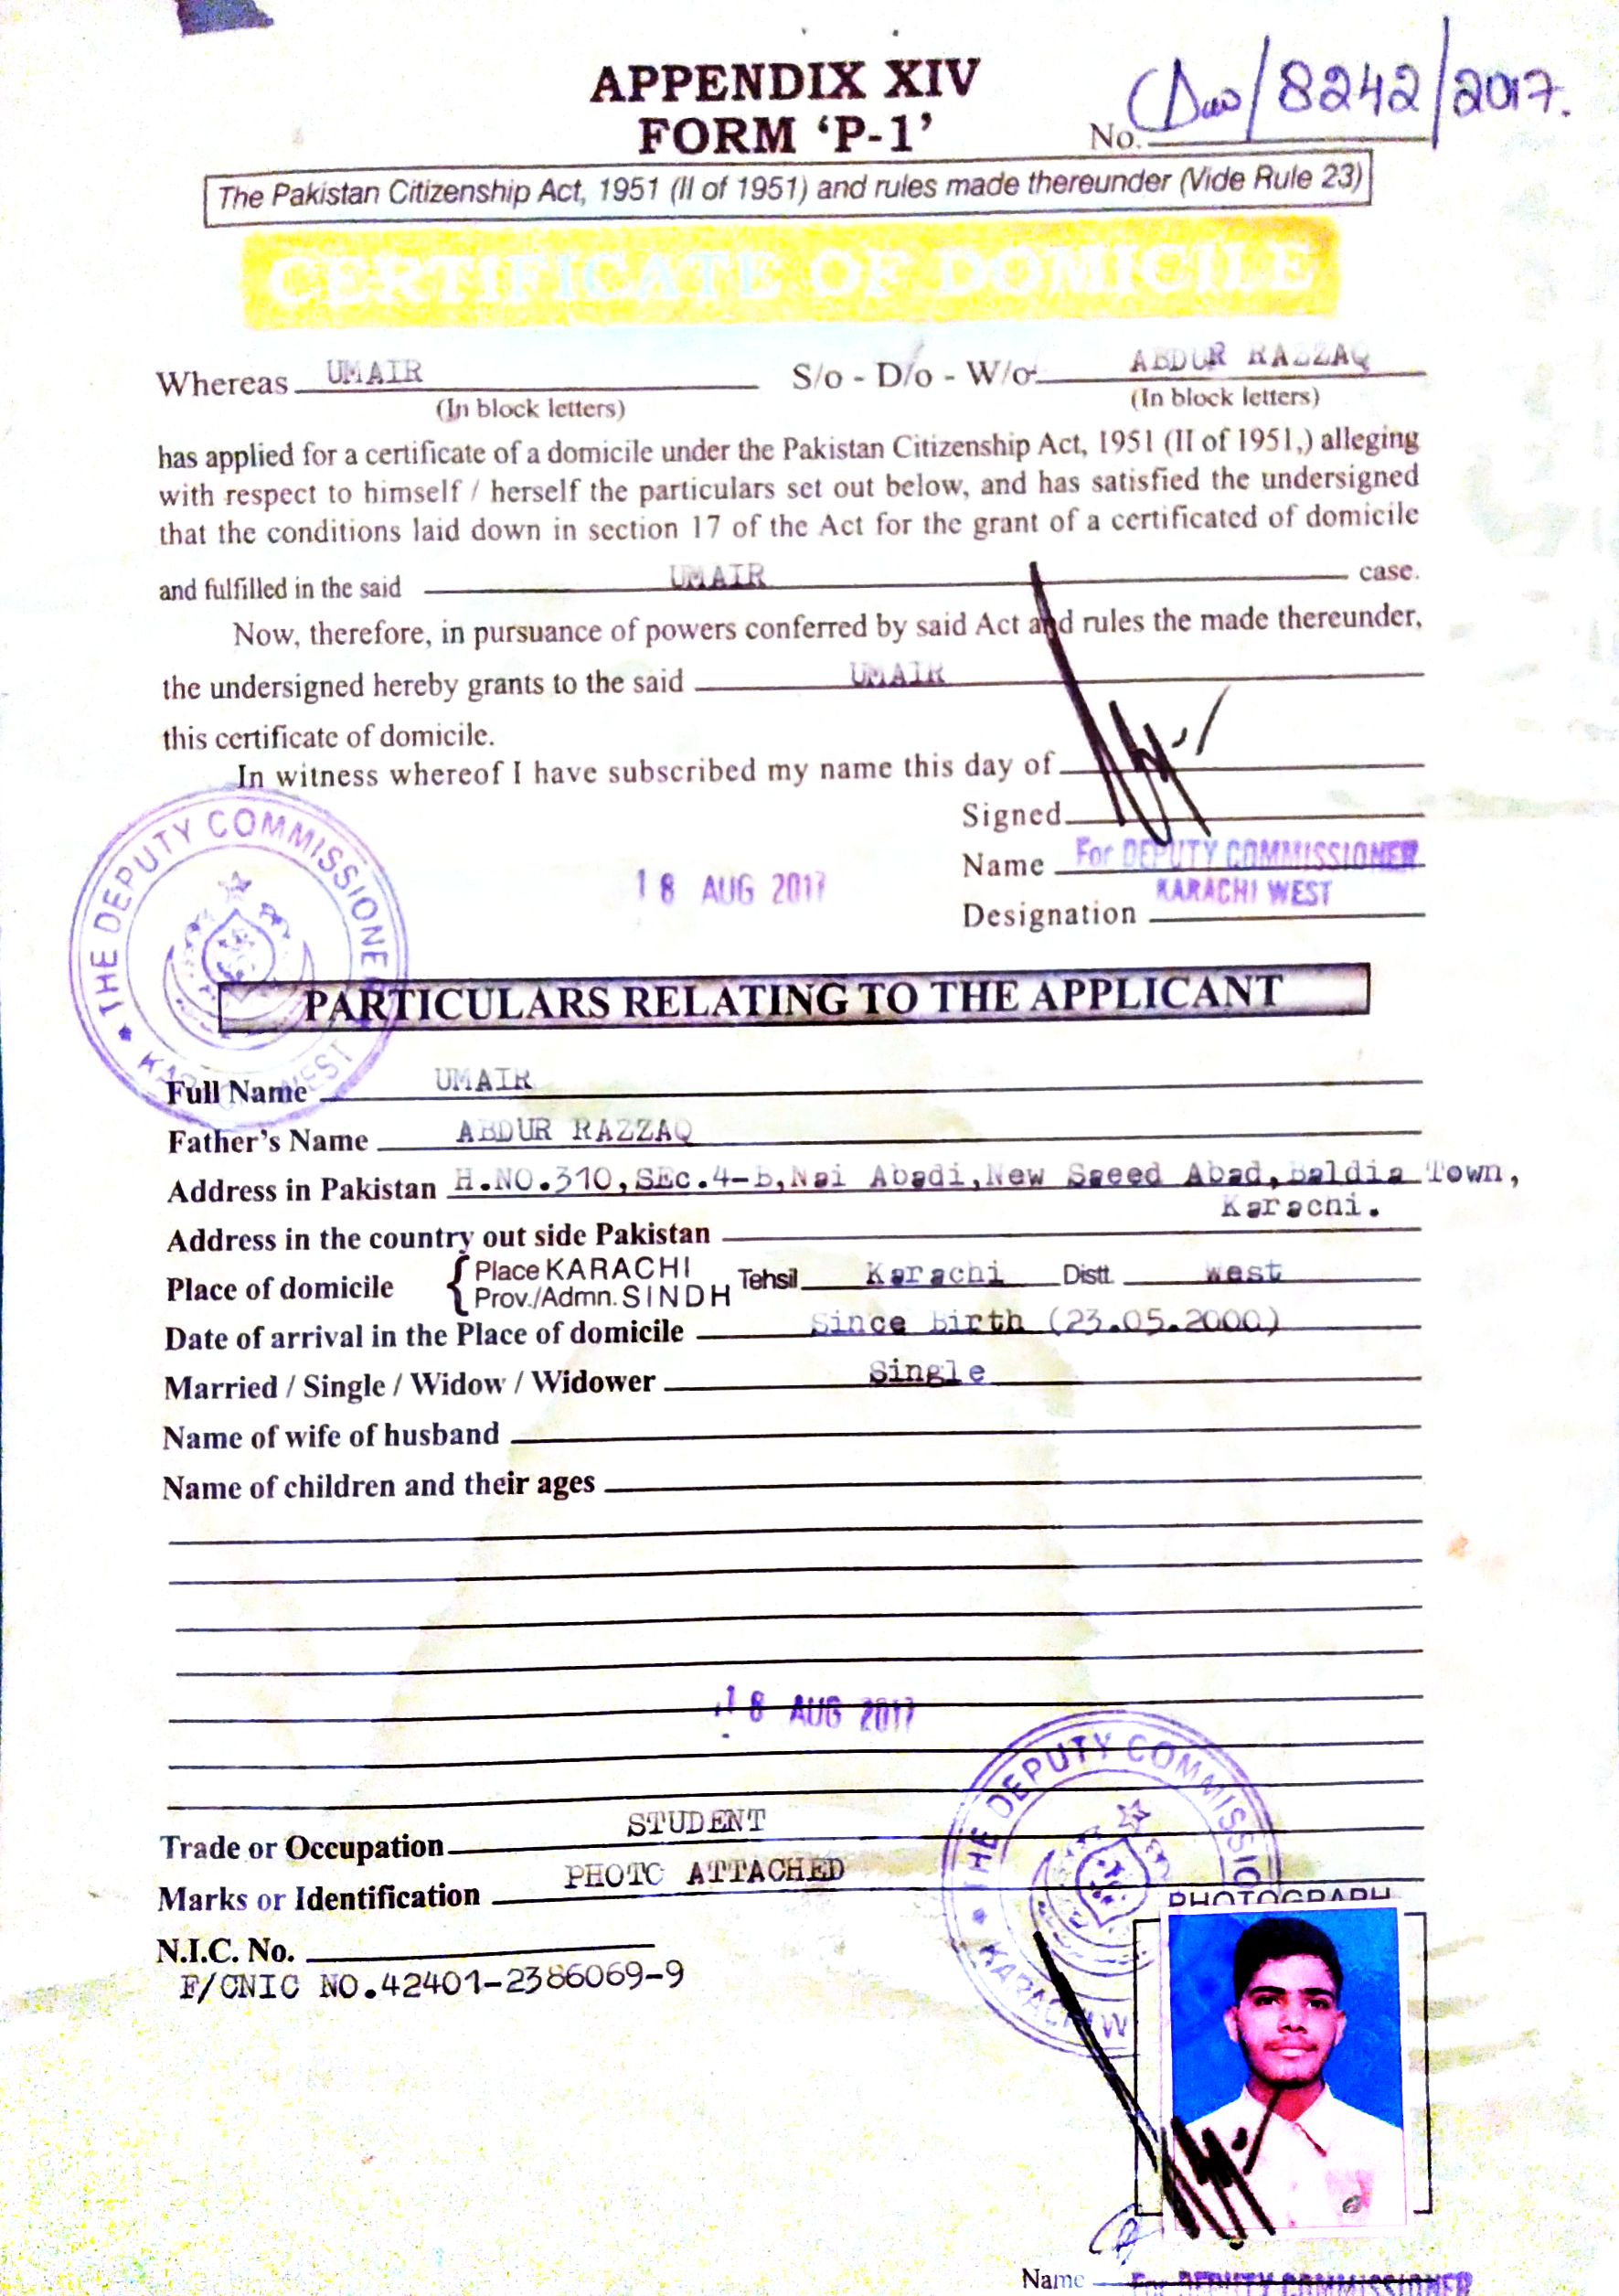 APPENDIX XIV
FORM ‘P-1’
No. /8242/2017.
The Pakistan Citizenship Act, 1951 (II of 1951) and rules made thereunder (Vide Rule 23)
CERTIFICATE OF DOMICILE
Whereas UMAIR S/o - D/o - W/o ABDUR RAZZAQ
(In block letters) (In block letters)
has applied for a certificate of a domicile under the Pakistan Citizenship Act, 1951 (II of 1951,) alleging
with respect to himself / herself the particulars set out below, and has satisfied the undersigned
that the conditions laid down in section 17 of the Act for the grant of a certificated of domicile
and fulfilled in the said UMAIR case.
Now, therefore, in pursuance of powers conferred by said Act and rules the made thereunder,
the undersigned hereby grants to the said UMAIR
this certificate of domicile.
In witness whereof I have subscribed my name this day of
Signed
Name For DEPUTY COMMISSIONER
18 AUG 2017
KARACHI WEST
Designation
THE DEPUTY COMMISSIONE
KARACHI WEST
PARTICULARS RELATING TO THE APPLICANT
Full Name UMAIR
Father’s Name ABDUR RAZZAQ
Address in Pakistan H.NO.310,SEc.4-B,Nai Abadi,New Saeed Abad,Baldia Town,
Karachi.
Address in the country out side Pakistan
Place of domicile { Place KARACHI Tehsil Karachi Distt. west
Prov./Admn. SINDH
Date of arrival in the Place of domicile Since Birth (23.05.2000)
Married / Single / Widow / Widower Single
Name of wife of husband
Name of children and their ages
18 AUG 2017
THE DEPUTY COMMISSIO
KARACHI W
Trade or Occupation STUDENT
Marks or Identification PHOTO ATTACHED
PHOTOGRAPH
N.I.C. No.
F/CNIC NO.42401-2386069-9
Name For DEPUTY COMMISSIONER